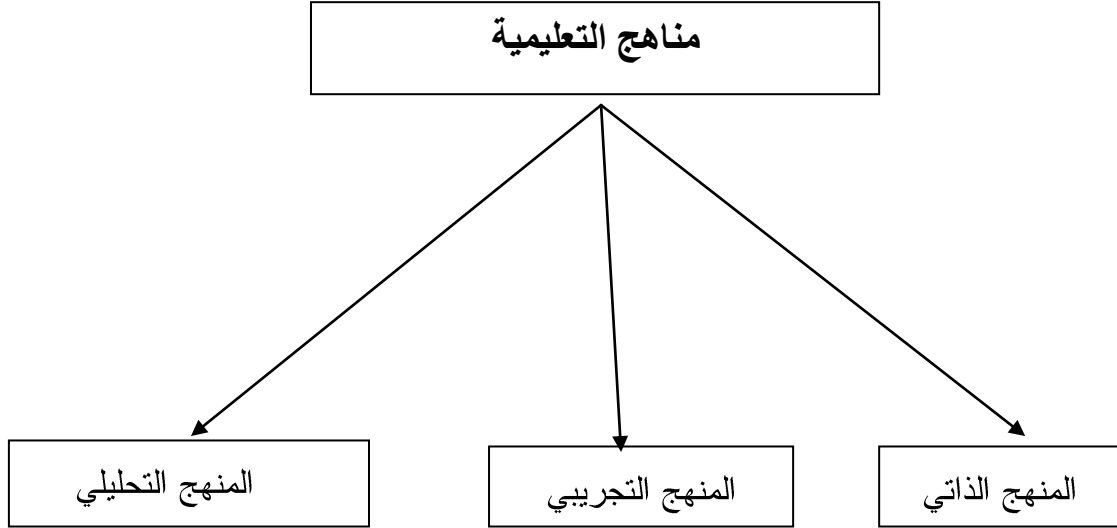 مناهج التعليمية
المنهج الذاتي
المنهج التجريبي
المنهج التحليلي